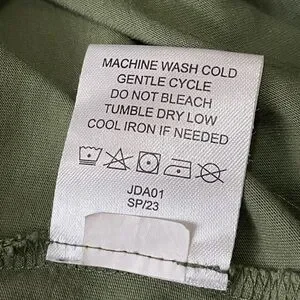 MACHINE WASH COLD
GENTLE CYCLE
DO NOT BLEACH
TUMBLE DRY LOW
COOL IRON IF NEEDED
JDA01
SP/23